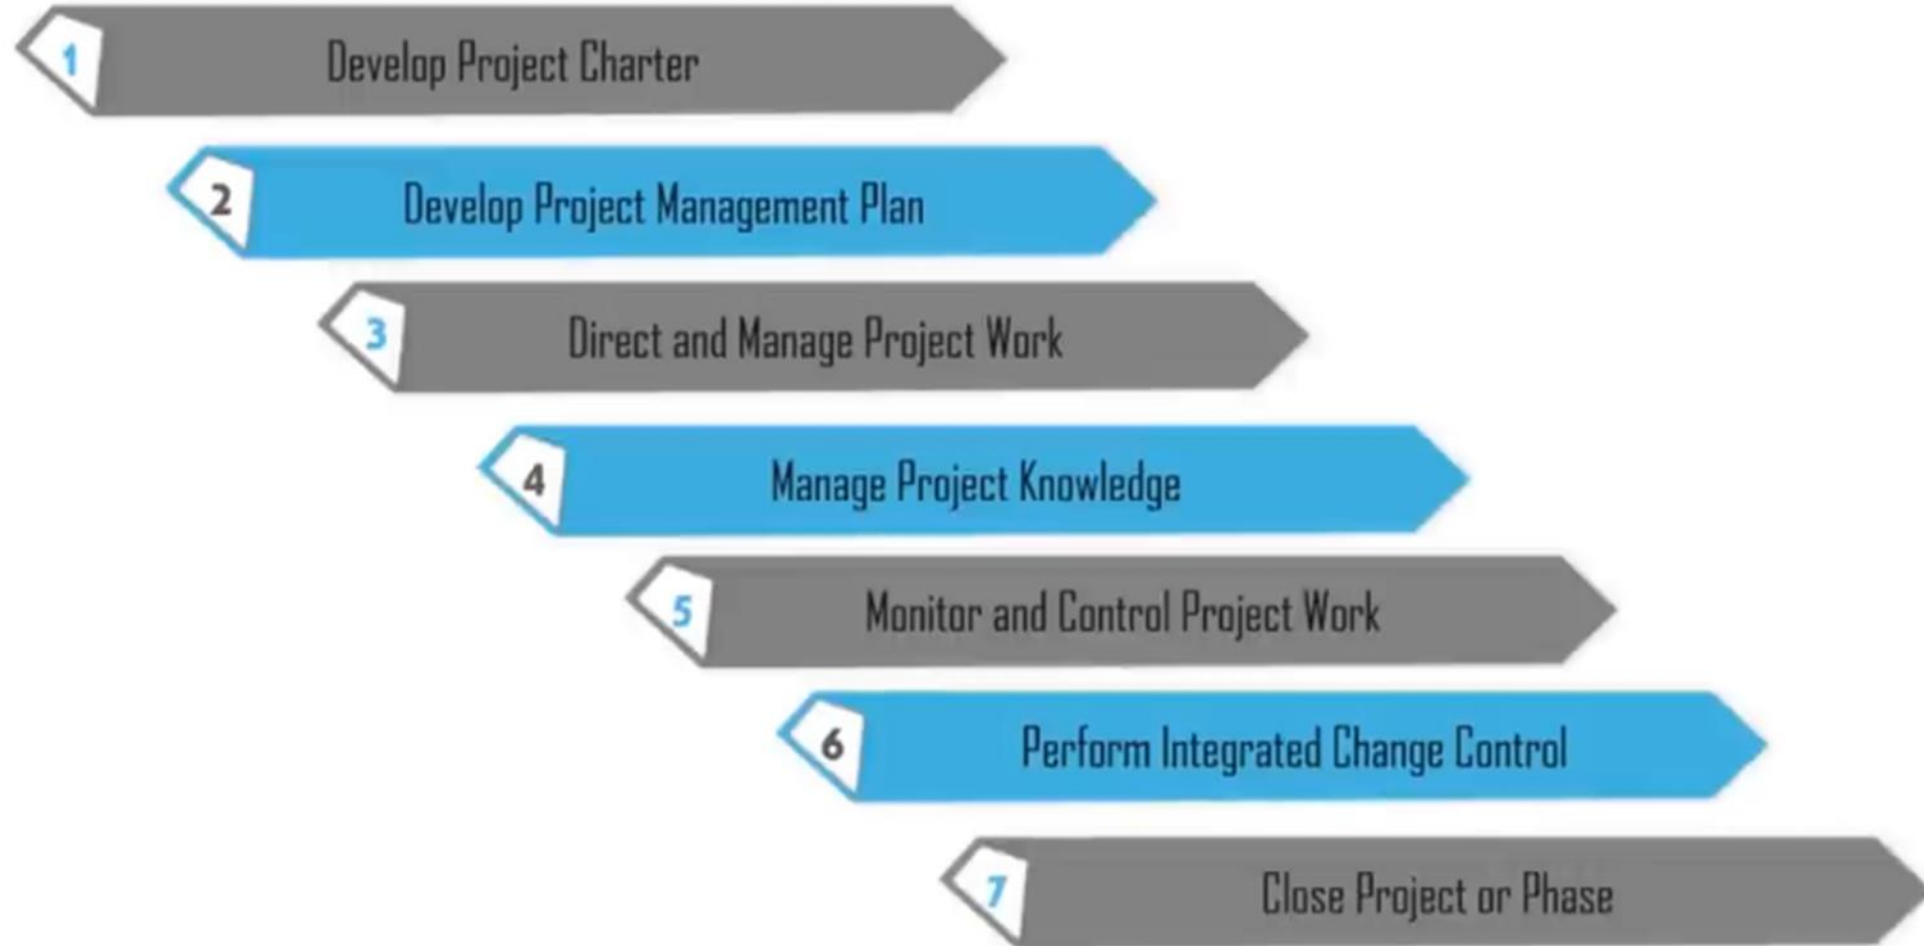 1 Develop Project Charter
2 Develop Project Management Plan
3 Direct and Manage Project Work
4 Manage Project Knowledge
5 Monitor and Control Project Work
6 Perform Integrated Change Control
7 Close Project or Phase